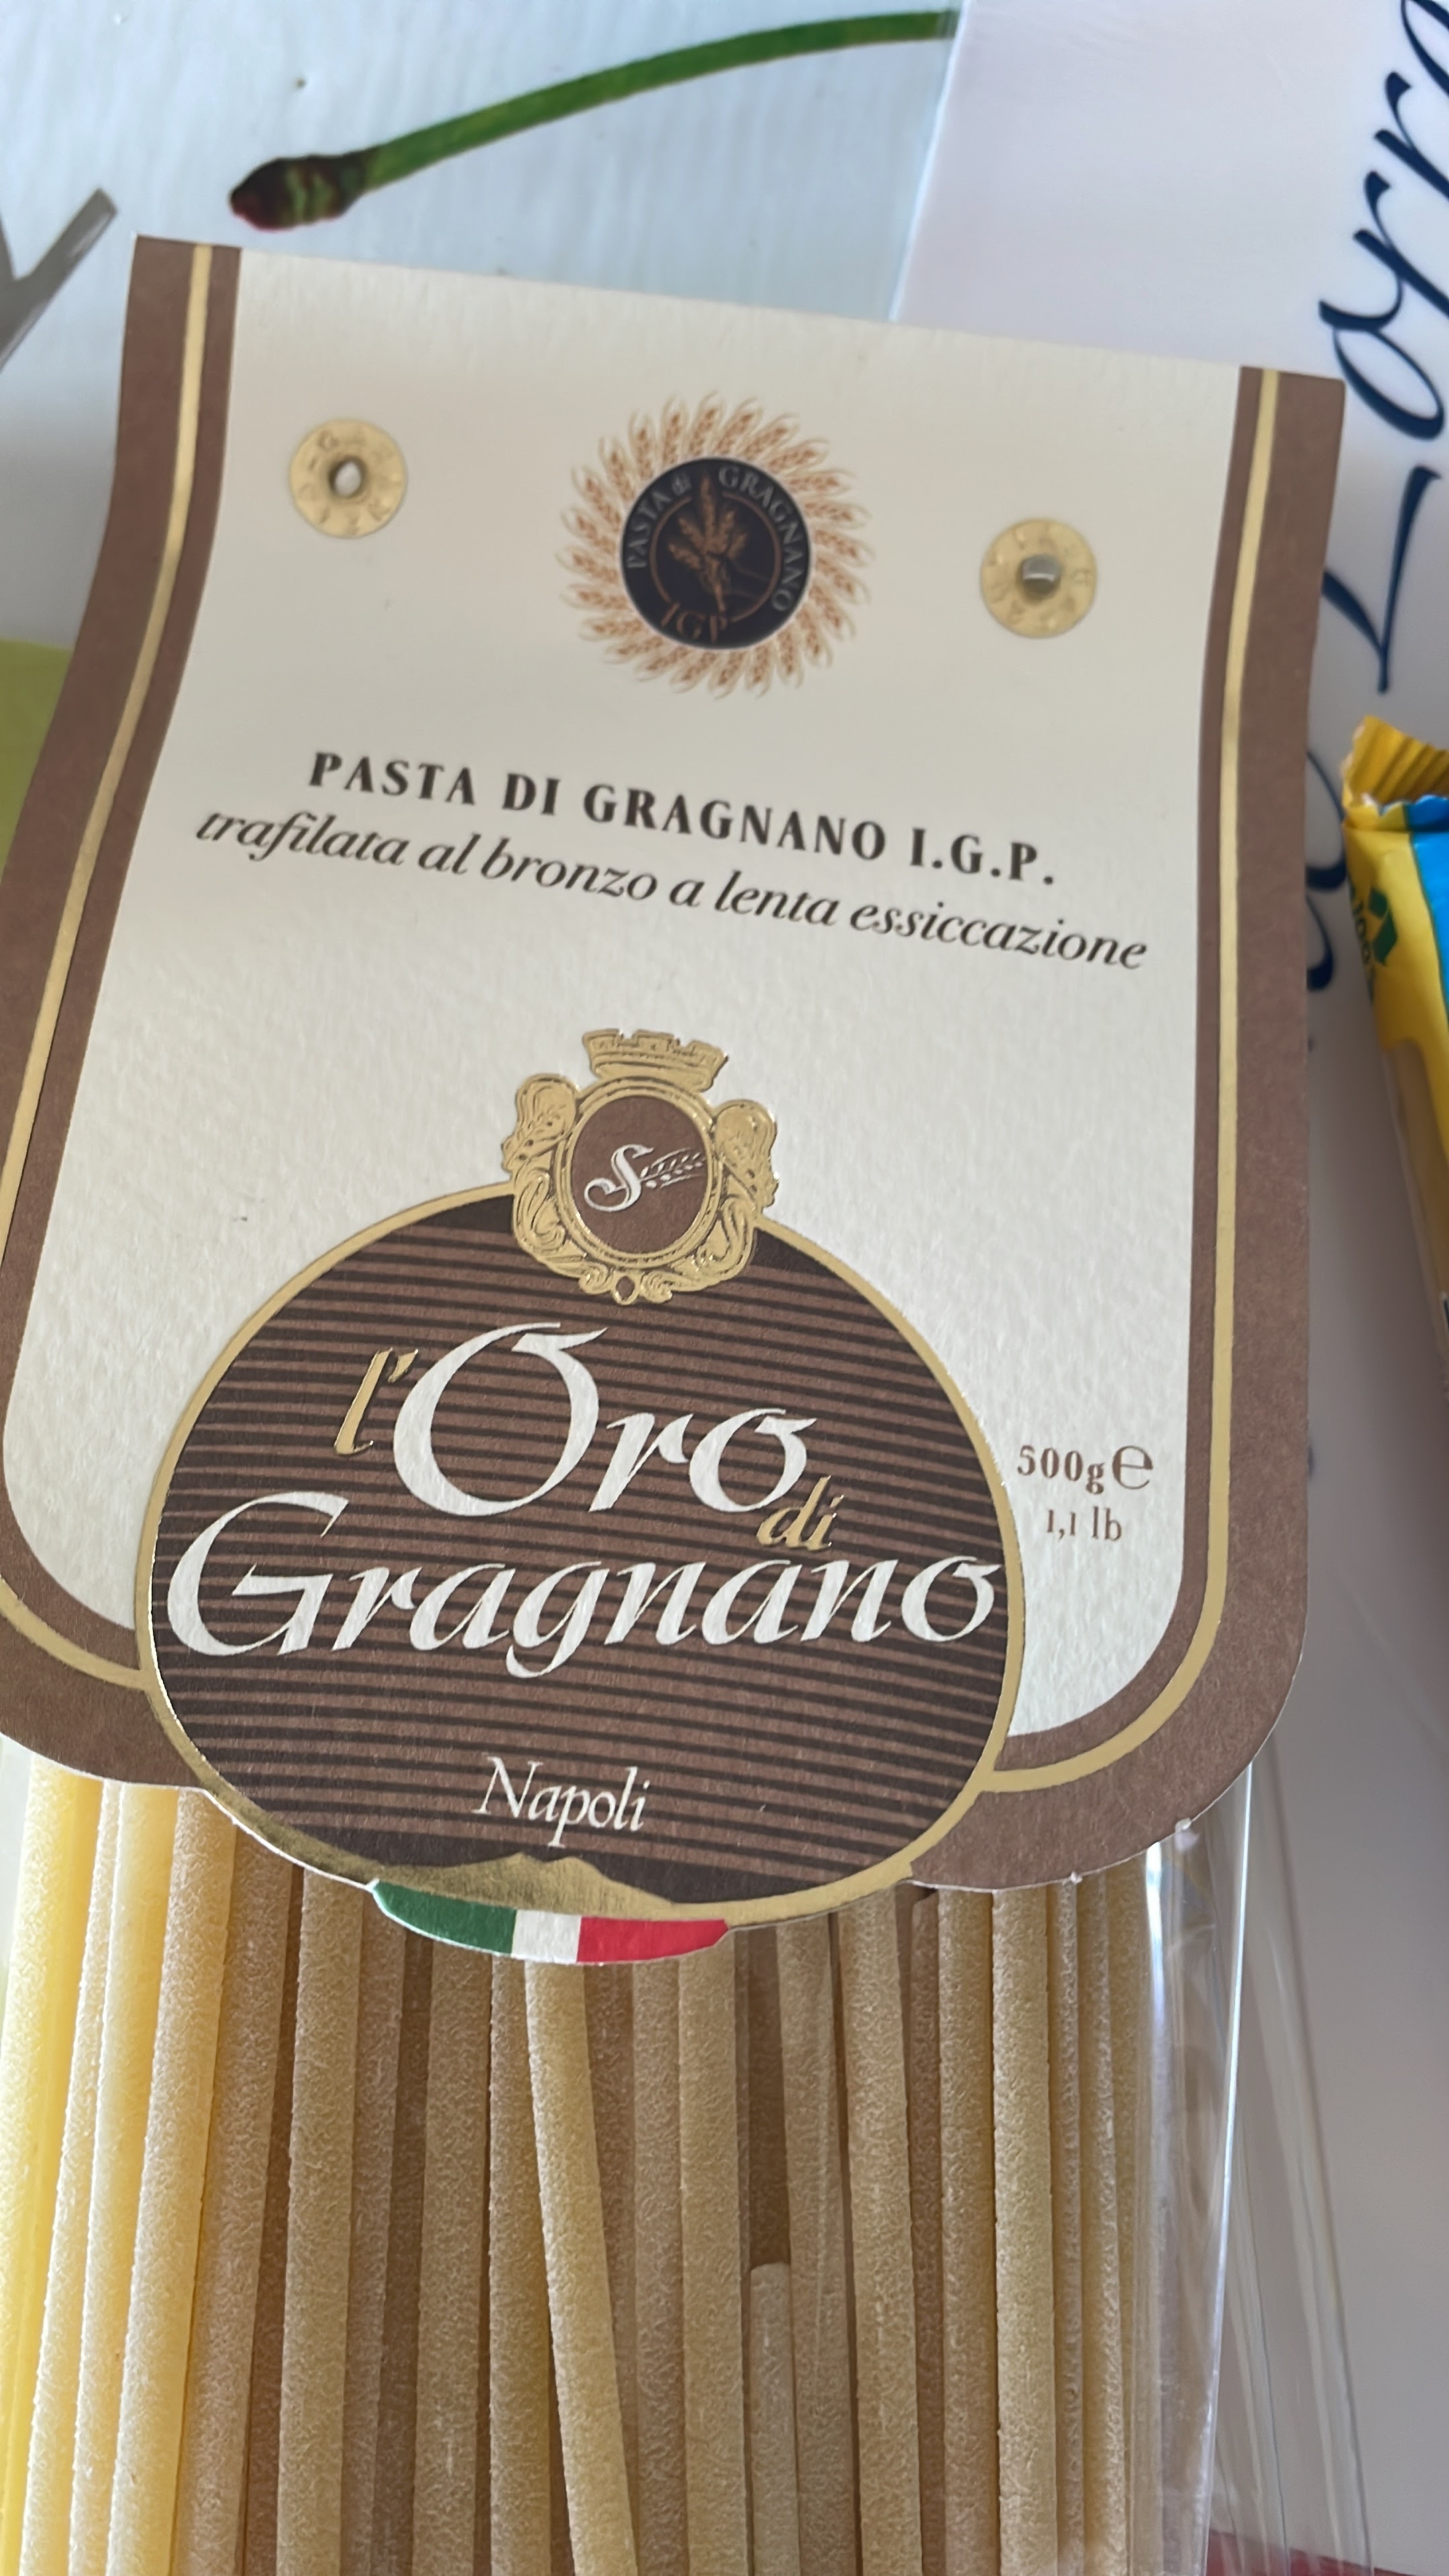 PASTA di GRAGNANO
IGP
PASTA DI GRAGNANO I.G.P.
trafilata al bronzo a lenta essiccazione
S
l'Oro
di
Gragnano
500g℮
1,1 lb
Napoli